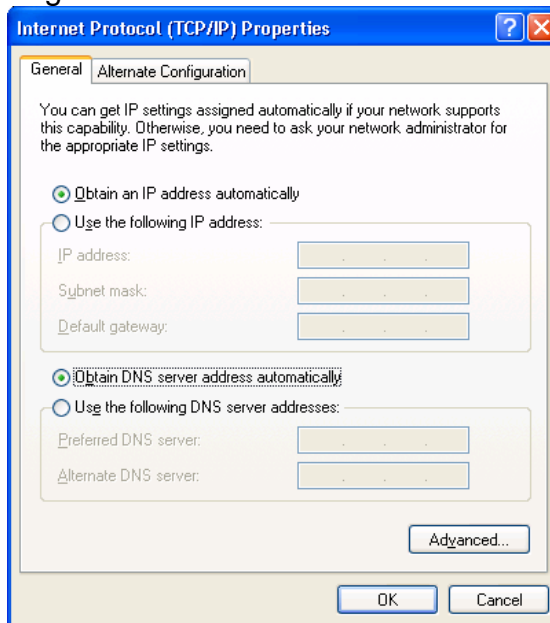 Internet Protocol (TCP/IP) Properties
General
Alternate Configuration
You can get IP settings assigned automatically if your network supports
this capability. Otherwise, you need to ask your network administrator for
the appropriate IP settings.
Obtain an IP address automatically
Use the following IP address:
IP address:
Subnet mask:
Default gateway:
Obtain DNS server address automatically
Use the following DNS server addresses:
Preferred DNS server:
Alternate DNS server:
Advanced...
OK
Cancel